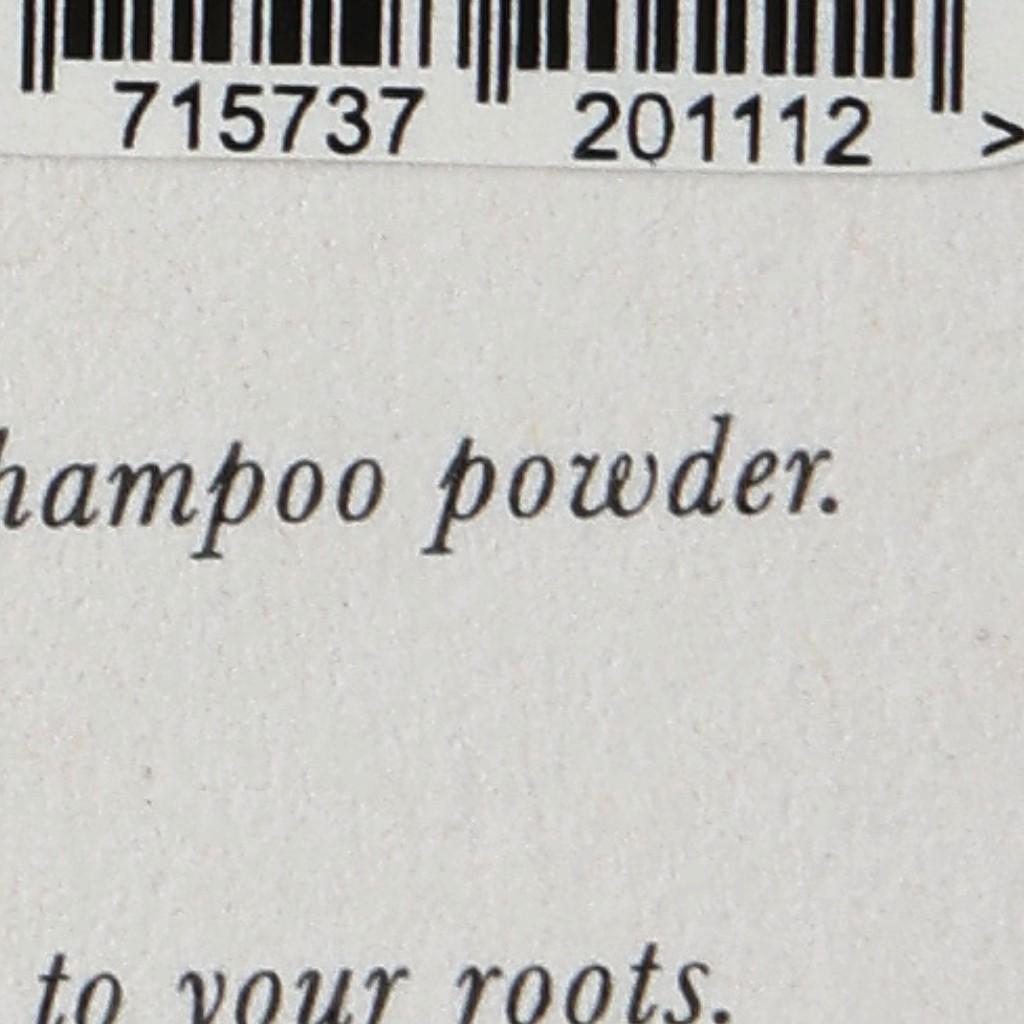 715737 201112 >
hampoo powder.
to your roots.